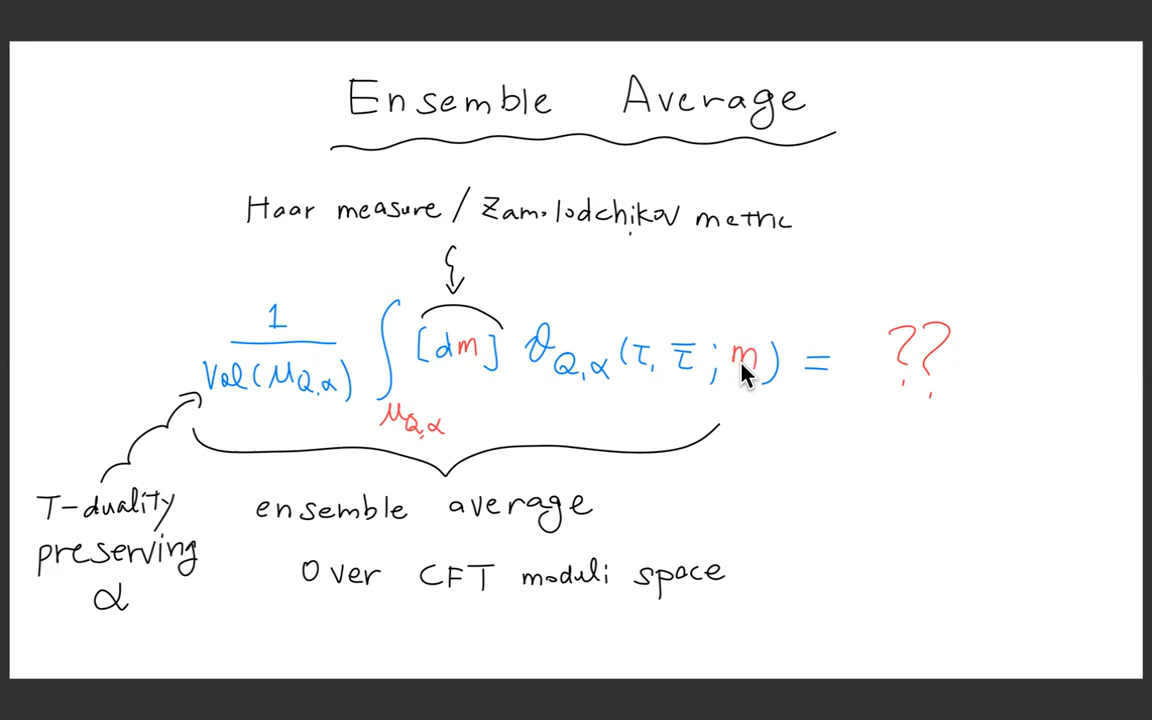 Ensemble Average
Haar measure / Zamolodchikov metric
1 / Vol(M_{Q,α}) ∫_{M_{Q,α}} [dm] ϑ_{Q,α}(τ, τ̄ ; m) = ??
T-duality
preserving
α
ensemble average
over CFT moduli space